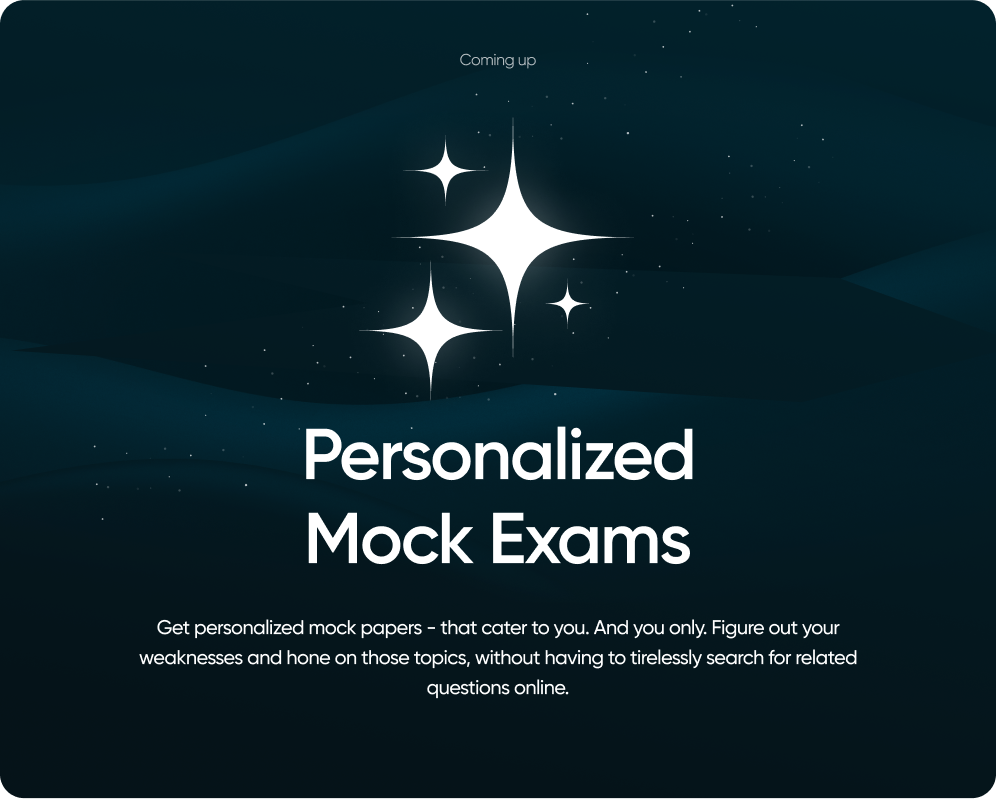 Coming up
Personalized
Mock Exams
Get personalized mock papers - that cater to you. And you only. Figure out your
weaknesses and hone on those topics, without having to tirelessly search for related
questions online.